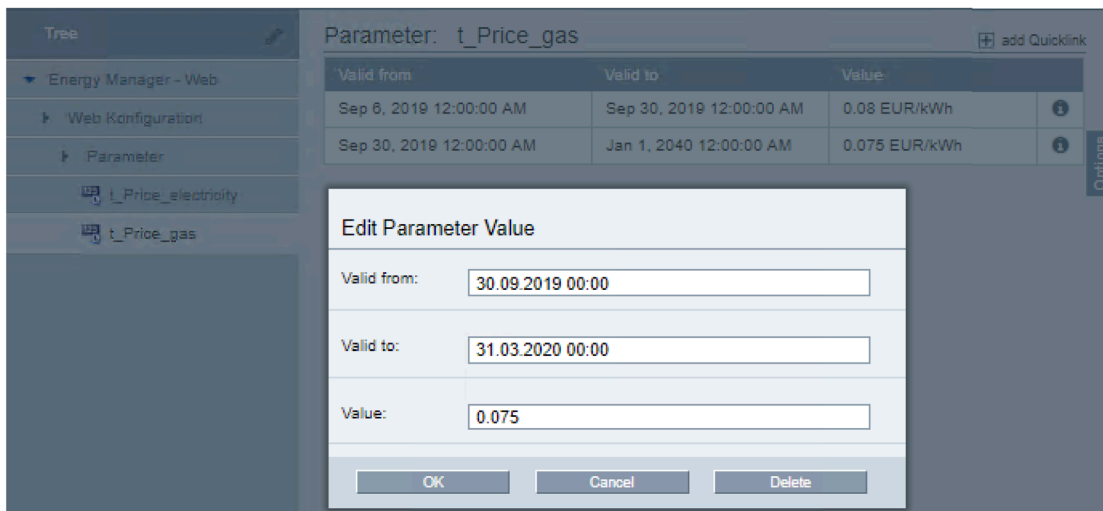 Tree
Parameter: t_Price_gas
add Quicklink
Energy Manager - Web
Valid from Valid to Value
Web Konfiguration
Sep 6, 2019 12:00:00 AM Sep 30, 2019 12:00:00 AM 0.08 EUR/kWh
Parameter
Sep 30, 2019 12:00:00 AM Jan 1, 2040 12:00:00 AM 0.075 EUR/kWh
Options
t_Price_electricity
t_Price_gas
Edit Parameter Value
Valid from: 30.09.2019 00:00
Valid to: 31.03.2020 00:00
Value: 0.075
OK Cancel Delete